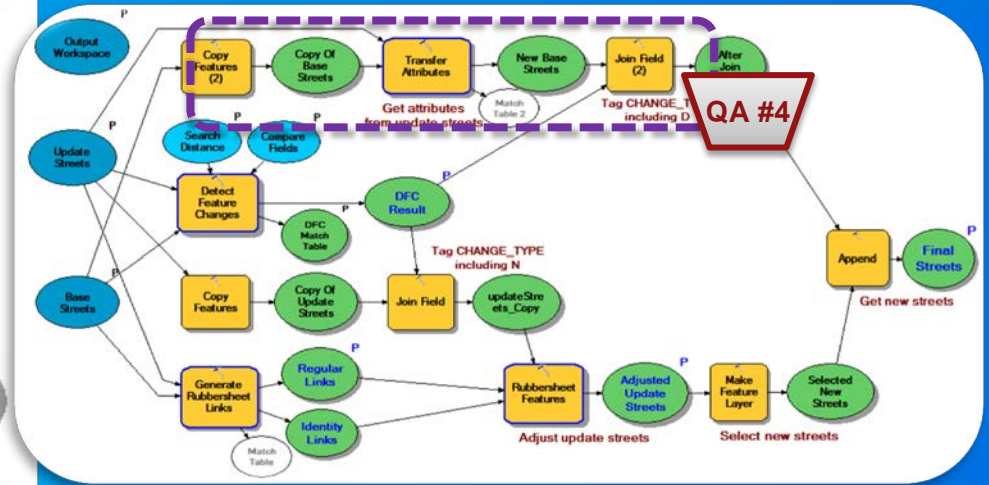 P
Output
Workspace
Copy
Features
(2)
Copy Of
Base
Streets
Transfer
Attributes
New Base
Streets
Join Field
(2)
After
Join
Match
Table 2
Get attributes
from update streets
Tag CHANGE_T
including D
QA #4
P
Update
Streets
P
Search
Distance
P
Compare
Fields
Detect
Feature
Changes
P
DFC
Result
P
DFC
Match
Table
Tag CHANGE_TYPE
including N
P
Base
Streets
Copy
Features
Copy Of
Update
Streets
Join Field
updateStre
ets_Copy
Append
P
Final
Streets
Get new streets
Generate
Rubbersheet
Links
P
Regular
Links
Identity
Links
Match
Table
Rubbersheet
Features
Adjust update streets
P
Adjusted
Update
Streets
Make
Feature
Layer
Select new streets
Selected
New
Streets